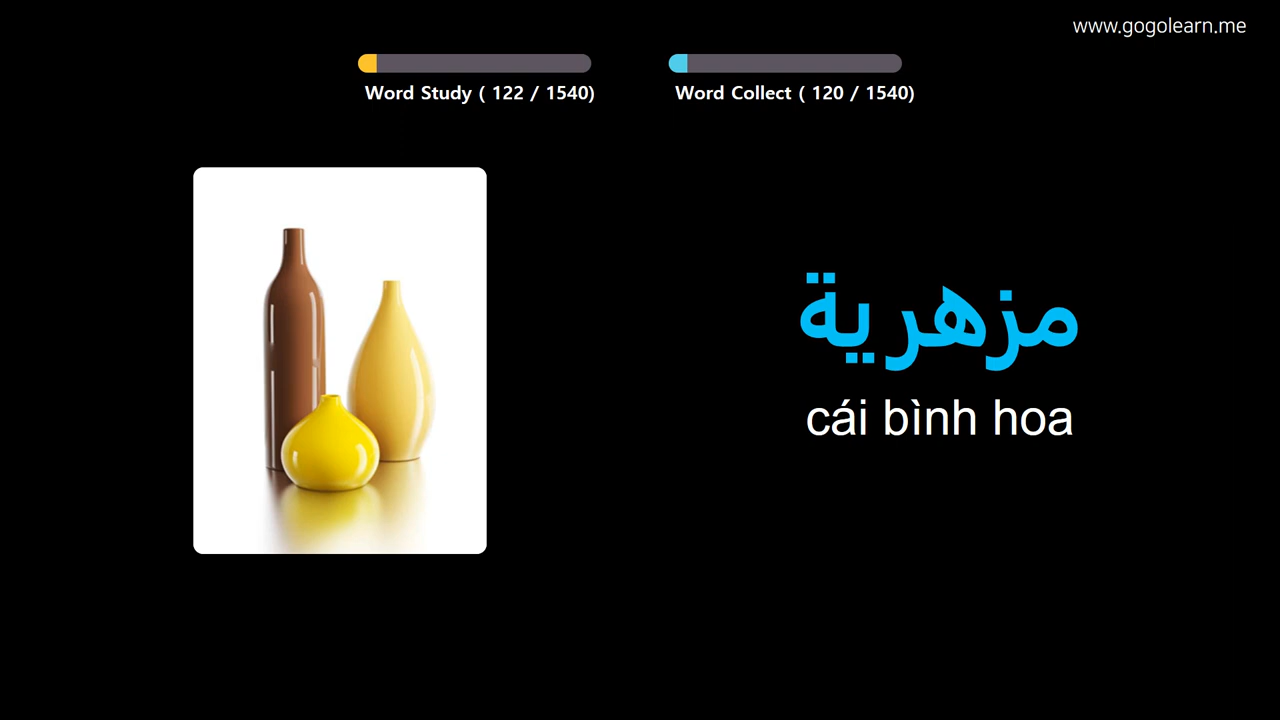 www.gogolearn.me
Word Study ( 122 / 1540)
Word Collect ( 120 / 1540)
مزهرية
cái bình hoa